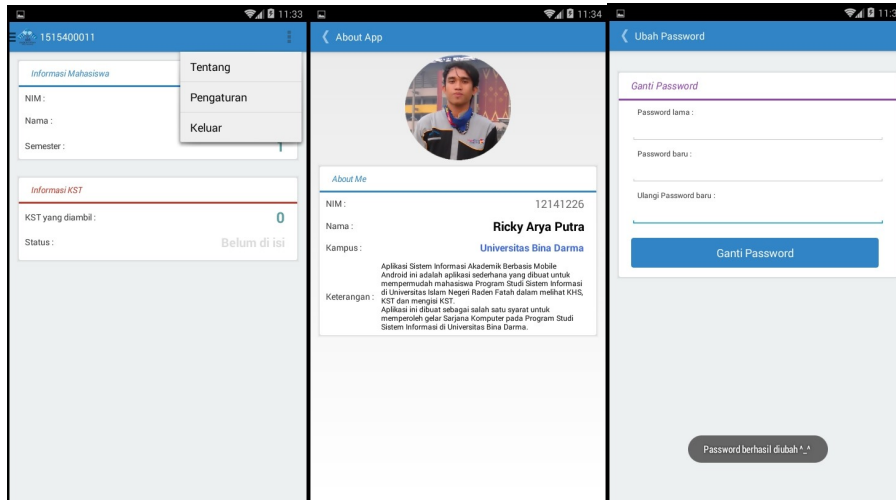 11:33
1515400011
Tentang
Pengaturan
Keluar
Informasi Mahasiswa
NIM :
Nama :
Semester :
1
Informasi KST
KST yang diambil :
0
Status :
Belum di isi
11:34
About App
About Me
NIM :
12141226
Nama :
Ricky Arya Putra
Kampus :
Universitas Bina Darma
Keterangan :
Aplikasi Sistem Informasi Akademik Berbasis Mobile
Android ini adalah aplikasi sederhana yang dibuat untuk
mempermudah mahasiswa Program Studi Sistem Informasi
di Universitas Islam Negeri Raden Fatah dalam melihat KHS,
KST dan mengisi KST.
Aplikasi ini dibuat sebagai salah satu syarat untuk
memperoleh gelar Sarjana Komputer pada Program Studi
Sistem Informasi di Universitas Bina Darma.
Ubah Password
Ganti Password
Password lama :
Password baru :
Ulangi Password baru :
Ganti Password
Password berhasil diubah ^_^